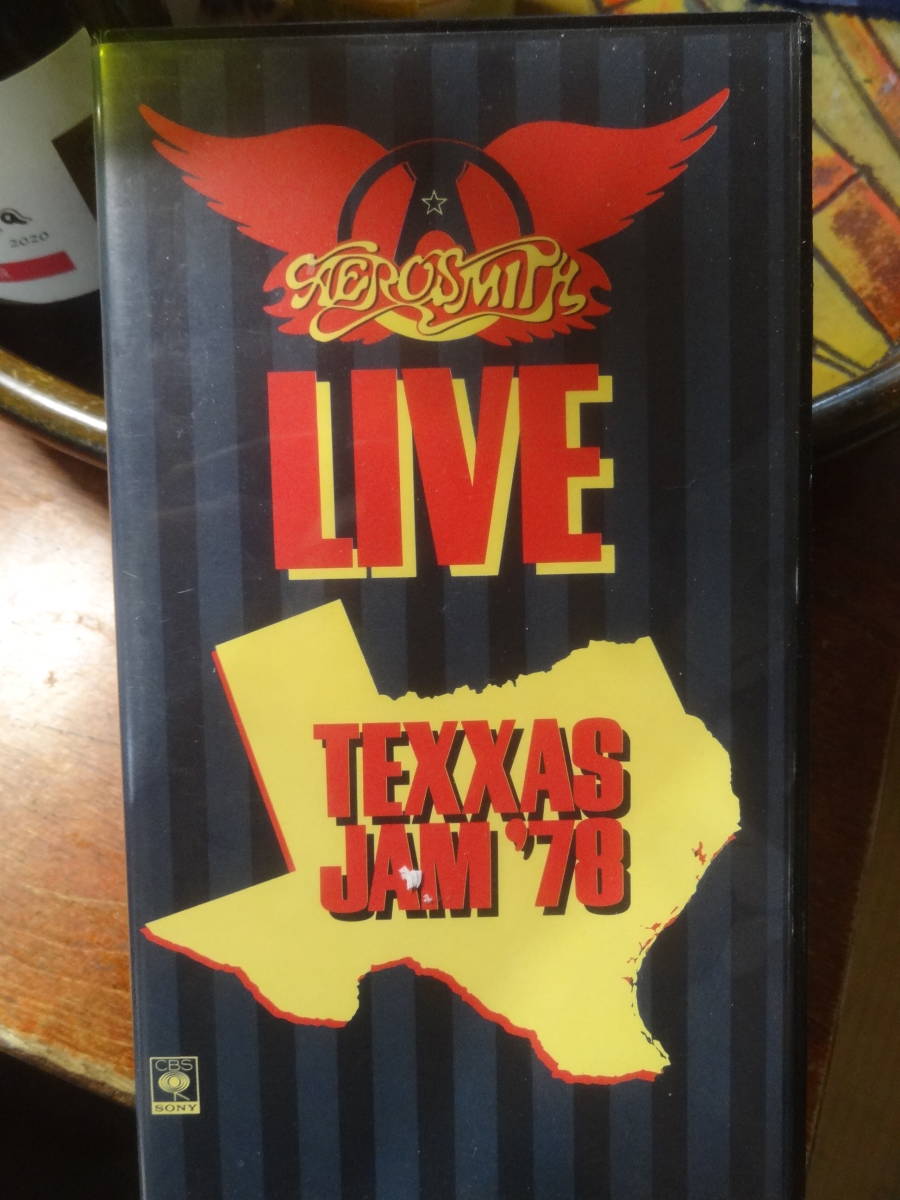 AEROSMITH
LIVE
TEXXAS
JAM '78
CBS
SONY
2020